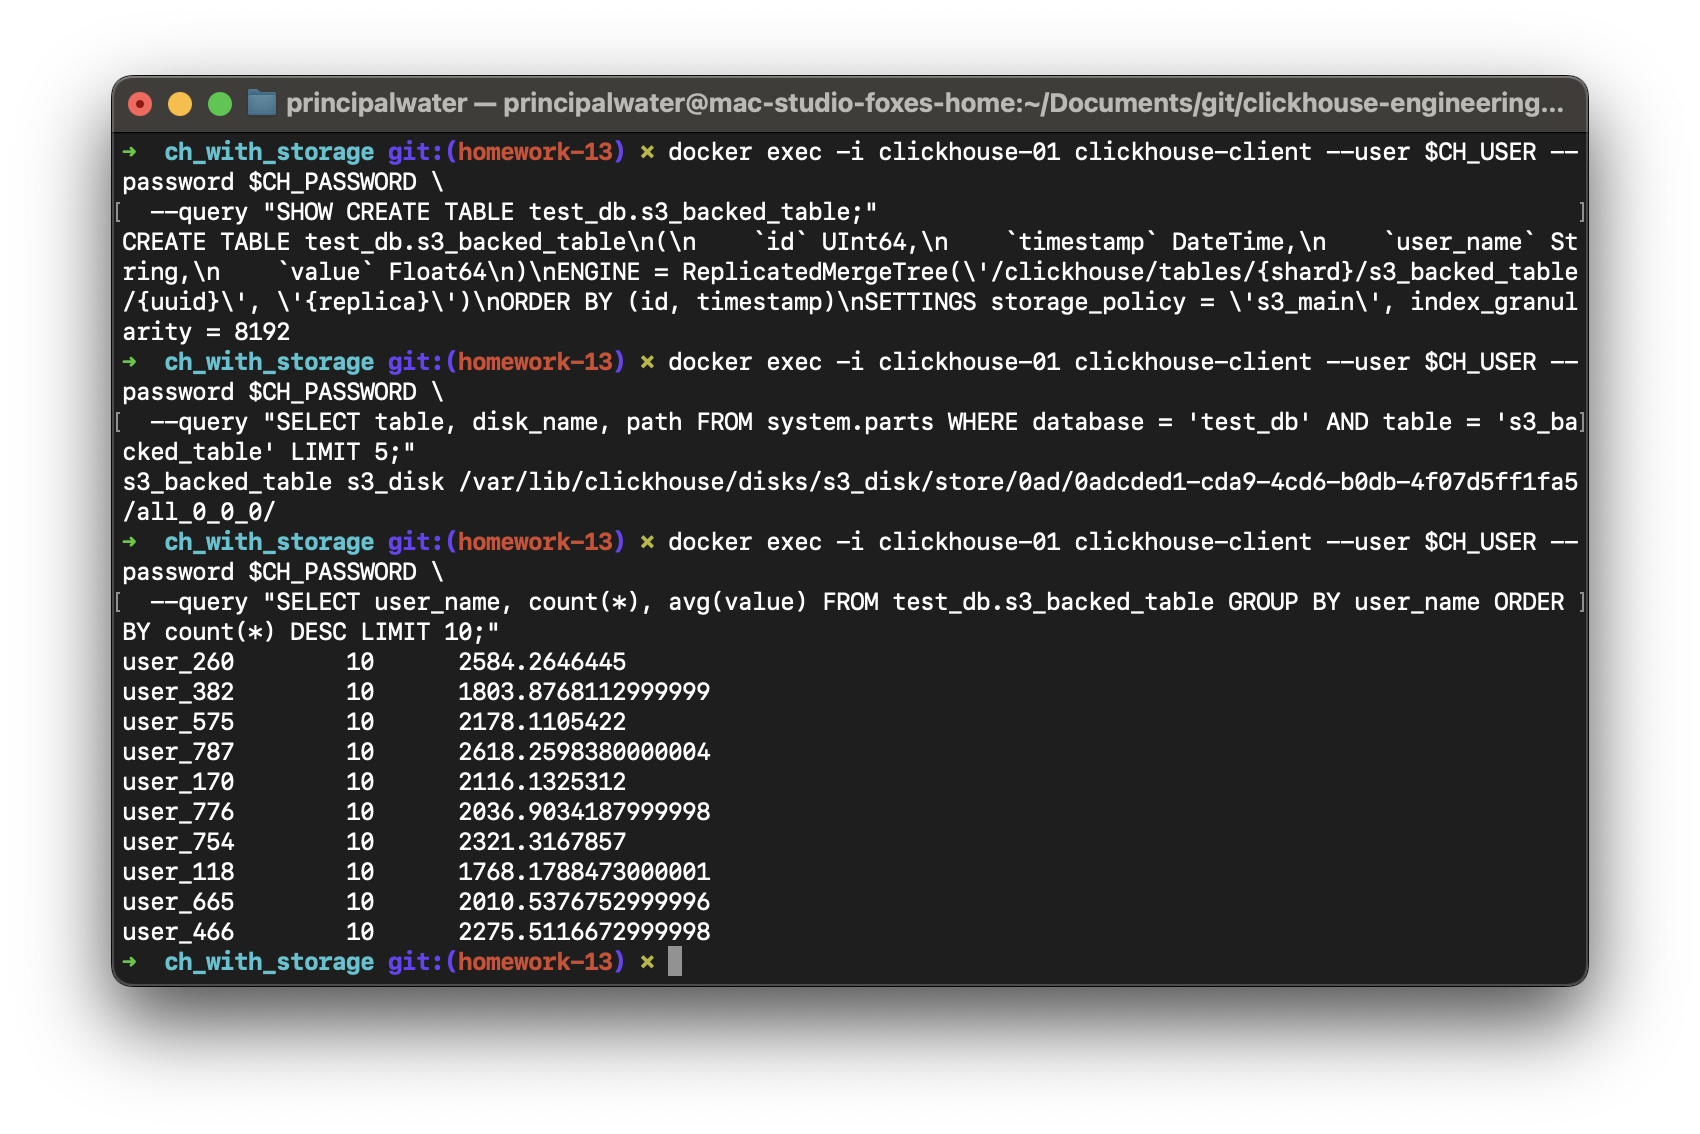 principalwater — principalwater@mac-studio-foxes-home:~/Documents/git/clickhouse-engineering...
➜  ch_with_storage git:(homework-13) × docker exec -i clickhouse-01 clickhouse-client --user $CH_USER --
password $CH_PASSWORD \
[  --query "SHOW CREATE TABLE test_db.s3_backed_table;"                                                  ]
CREATE TABLE test_db.s3_backed_table\n(\n    `id` UInt64,\n    `timestamp` DateTime,\n    `user_name` St
ring,\n    `value` Float64\n)\nENGINE = ReplicatedMergeTree(\'/clickhouse/tables/{shard}/s3_backed_table
/{uuid}\', \'{replica}\')\nORDER BY (id, timestamp)\nSETTINGS storage_policy = \'s3_main\', index_granul
arity = 8192
➜  ch_with_storage git:(homework-13) × docker exec -i clickhouse-01 clickhouse-client --user $CH_USER --
password $CH_PASSWORD \
[  --query "SELECT table, disk_name, path FROM system.parts WHERE database = 'test_db' AND table = 's3_ba]
cked_table' LIMIT 5;"
s3_backed_table s3_disk /var/lib/clickhouse/disks/s3_disk/store/0ad/0adcded1-cda9-4cd6-b0db-4f07d5ff1fa5
/all_0_0_0/
➜  ch_with_storage git:(homework-13) × docker exec -i clickhouse-01 clickhouse-client --user $CH_USER --
password $CH_PASSWORD \
[  --query "SELECT user_name, count(*), avg(value) FROM test_db.s3_backed_table GROUP BY user_name ORDER ]
BY count(*) DESC LIMIT 10;"
user_260        10      2584.2646445
user_382        10      1803.8768112999999
user_575        10      2178.1105422
user_787        10      2618.2598380000004
user_170        10      2116.1325312
user_776        10      2036.9034187999998
user_754        10      2321.3167857
user_118        10      1768.1788473000001
user_665        10      2010.5376752999996
user_466        10      2275.5116672999998
➜  ch_with_storage git:(homework-13) ×